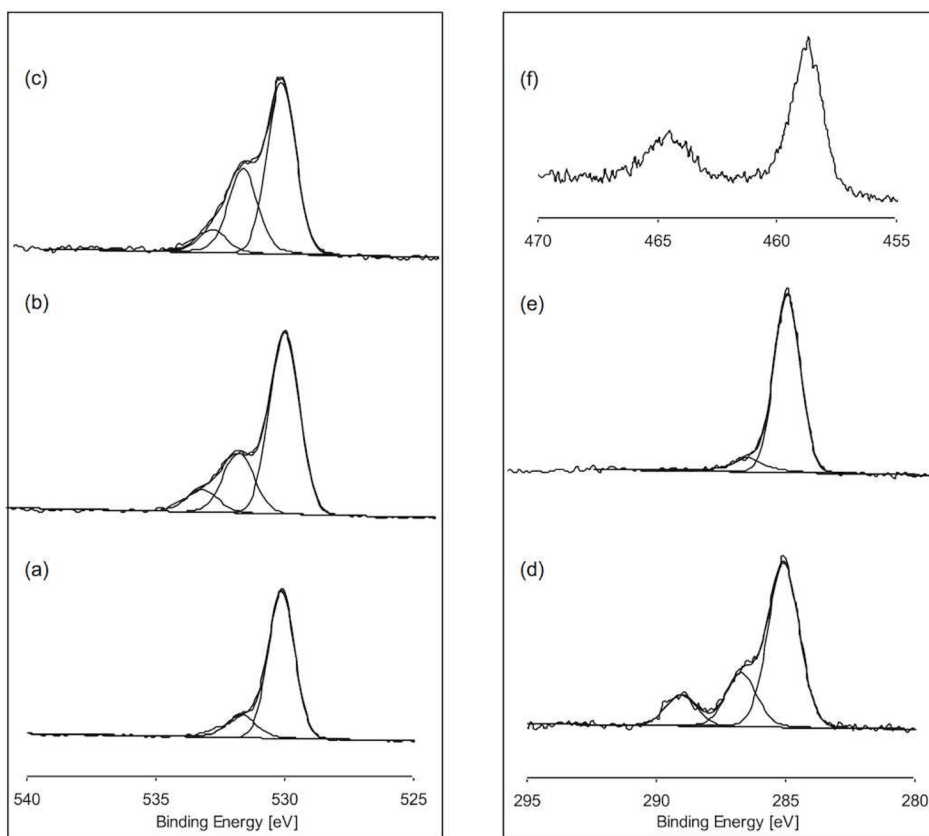 (c)
(b)
(a)
540 535 530 525
Binding Energy [eV]
(f)
470 465 460 455
(e)
(d)
295 290 285 280
Binding Energy [eV]